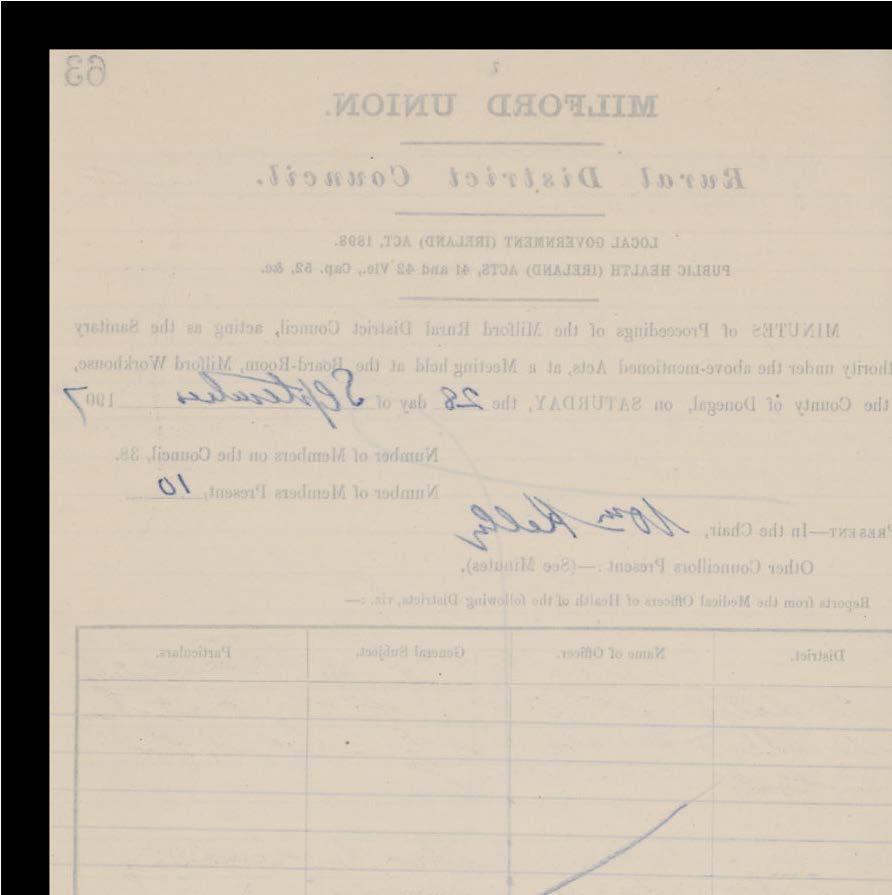 63
MILFORD UNION.
Rural District Council.
LOCAL GOVERNMENT (IRELAND) ACT, 1898.
PUBLIC HEALTH (IRELAND) ACTS, 41 and 42 Vic., Cap. 52, &c.
MINUTES of Proceedings of the Milford Rural District Council, acting as the Sanitary
thority under the above-mentioned Acts, at a Meeting held at the Board-Room, Milford Workhouse,
the County of Donegal, on SATURDAY, the 28 day of September 1907
Number of Members on the Council, 38.
Number of Members Present, 10
PRESENT—In the Chair, Wm Kelly
Other Councillors Present :—(See Minutes).
Reports from the Medical Officers of Health of the following Districts, viz. :—
District. Name of Officer. General Subject. Particulars.